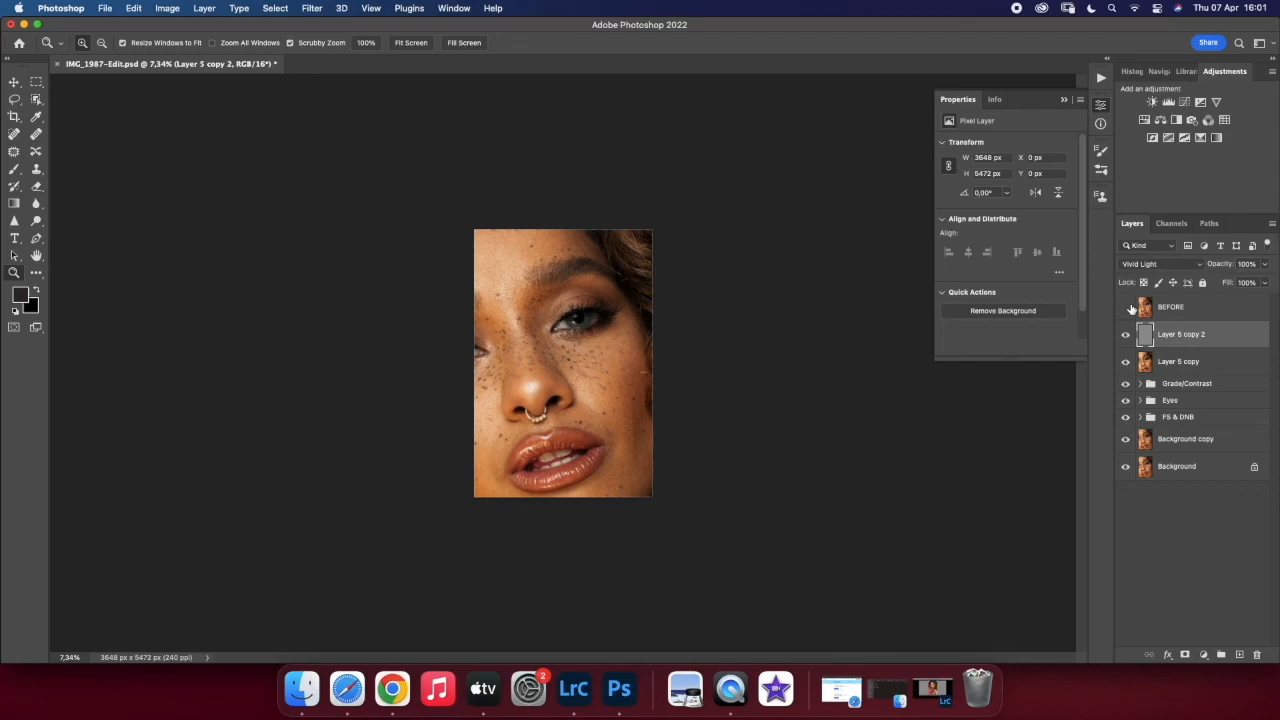 Photoshop File Edit Image Layer Type Select Filter 3D View Plugins Window Help Thu 07 Apr 16:01
Adobe Photoshop 2022
Resize Windows to Fit Zoom All Windows Scrubby Zoom 100% Fit Screen Fill Screen Share
IMG_1987-Edit.psd @ 7,34% (Layer 5 copy 2, RGB/16*) *
Histog Navig Librar Adjustments
Add an adjustment
Properties Info
Pixel Layer
Transform
W 3648 px X 0 px
H 5472 px Y 0 px
0,00°
Align and Distribute
Align:
Quick Actions
Remove Background
Layers Channels Paths
Kind
Vivid Light Opacity: 100%
Lock: Fill: 100%
BEFORE
Layer 5 copy 2
Layer 5 copy
Grade/Contrast
Eyes
FS & DNB
Background copy
Background
7,34% 3648 px x 5472 px (240 ppi)
2
tv
LrC
Ps
LrC